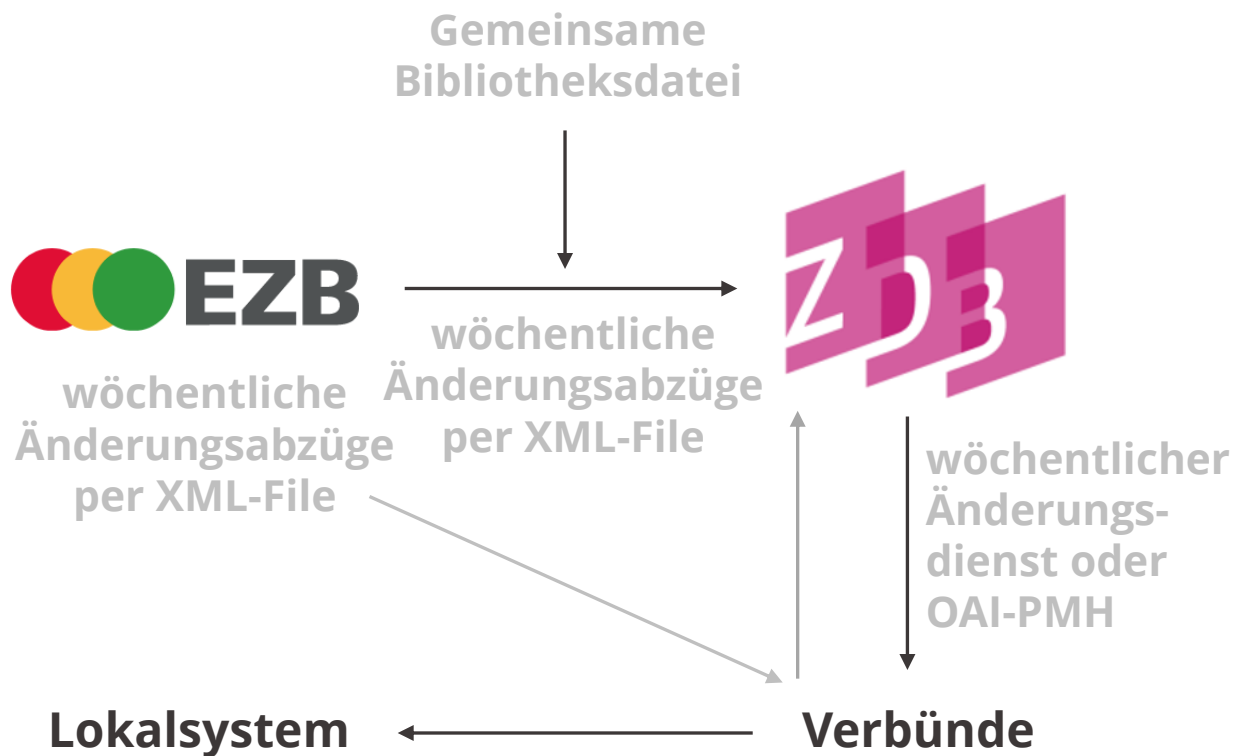 Gemeinsame
Bibliotheksdatei
EZB
ZDB
wöchentliche
Änderungsabzüge
per XML-File
wöchentliche
Änderungsabzüge
per XML-File
wöchentlicher
Änderungs-
dienst oder
OAI-PMH
Lokalsystem
Verbünde